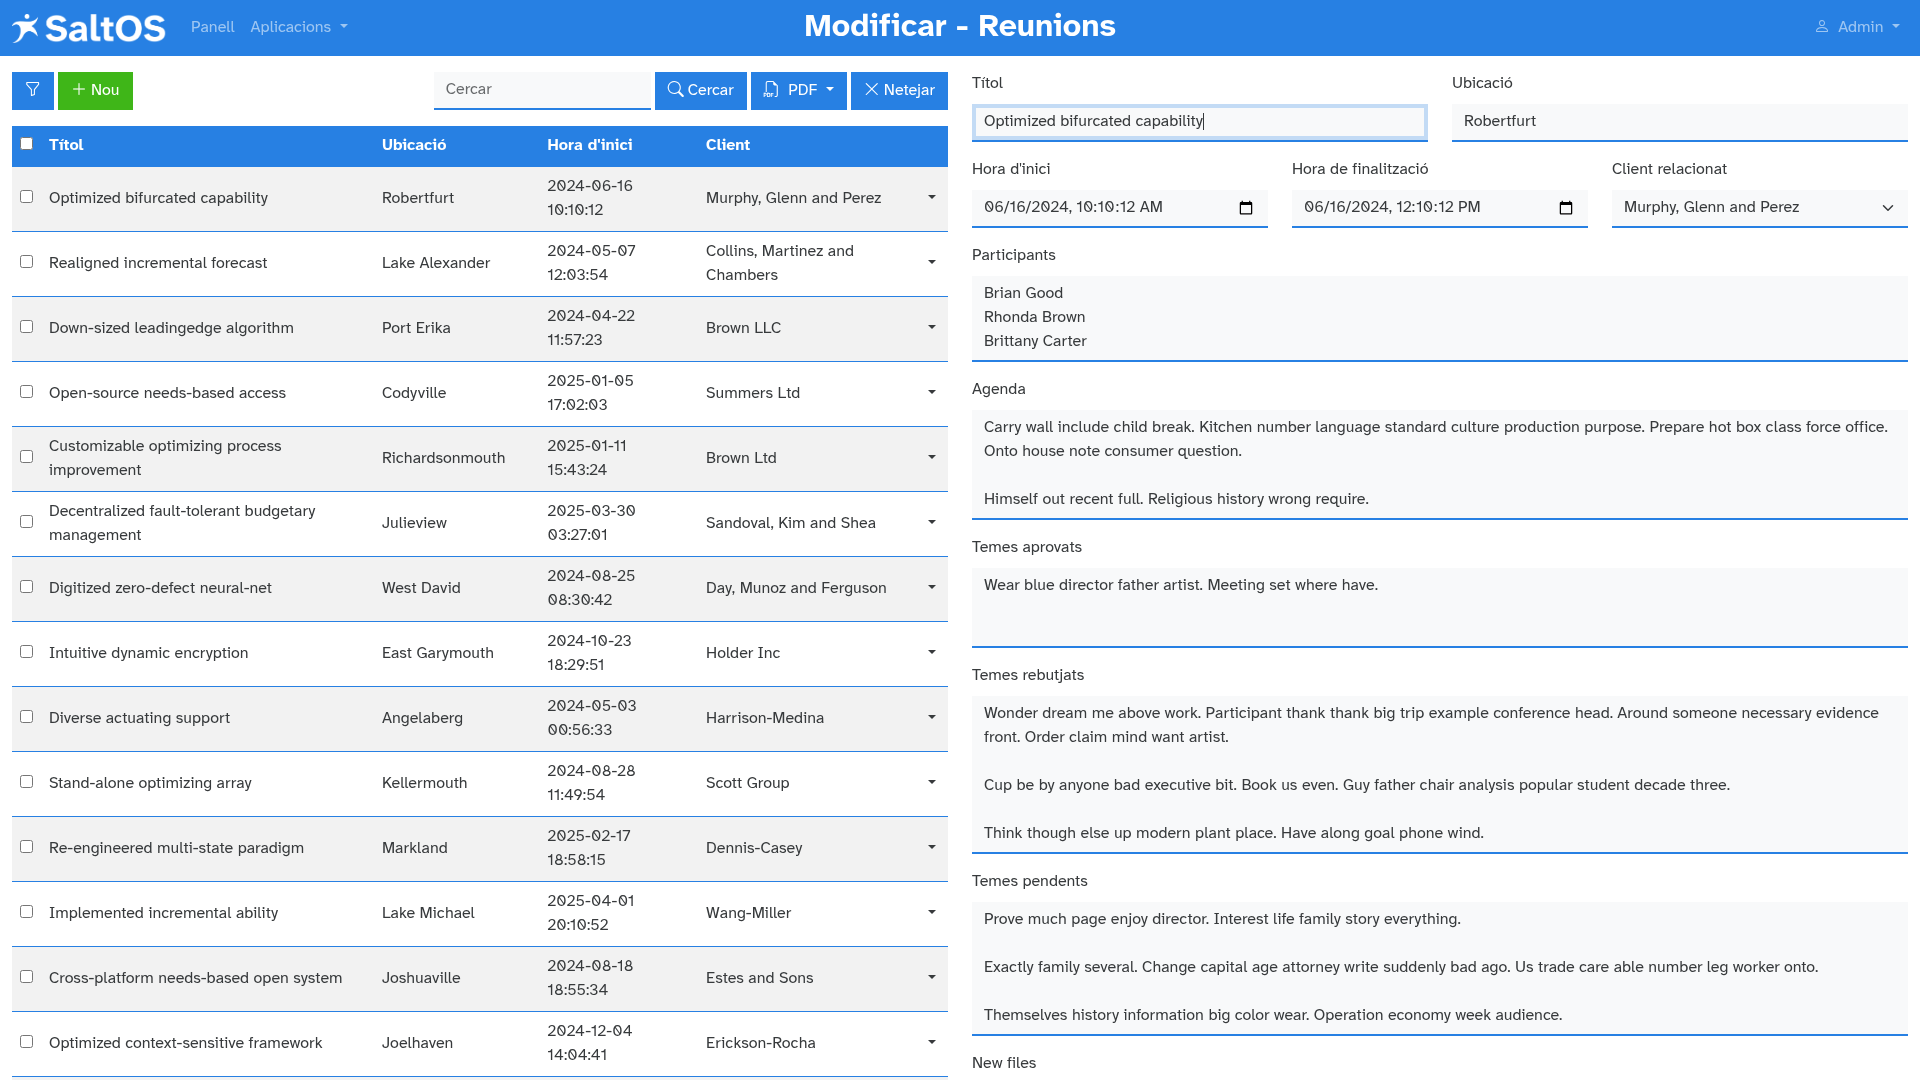 SaltOS
Panell
Aplicacions
Modificar - Reunions
Admin
Nou
Cercar
Cercar
PDF
PDF
Netejar
Títol
Ubicació
Hora d'inici
Client
Optimized bifurcated capability
Robertfurt
2024-06-16
10:10:12
Murphy, Glenn and Perez
Realigned incremental forecast
Lake Alexander
2024-05-07
12:03:54
Collins, Martinez and
Chambers
Down-sized leadingedge algorithm
Port Erika
2024-04-22
11:57:23
Brown LLC
Open-source needs-based access
Codyville
2025-01-05
17:02:03
Summers Ltd
Customizable optimizing process
improvement
Richardsonmouth
2025-01-11
15:43:24
Brown Ltd
Decentralized fault-tolerant budgetary
management
Julieview
2025-03-30
03:27:01
Sandoval, Kim and Shea
Digitized zero-defect neural-net
West David
2024-08-25
08:30:42
Day, Munoz and Ferguson
Intuitive dynamic encryption
East Garymouth
2024-10-23
18:29:51
Holder Inc
Diverse actuating support
Angelaberg
2024-05-03
00:56:33
Harrison-Medina
Stand-alone optimizing array
Kellermouth
2024-08-28
11:49:54
Scott Group
Re-engineered multi-state paradigm
Markland
2025-02-17
18:58:15
Dennis-Casey
Implemented incremental ability
Lake Michael
2025-04-01
20:10:52
Wang-Miller
Cross-platform needs-based open system
Joshuaville
2024-08-18
18:55:34
Estes and Sons
Optimized context-sensitive framework
Joelhaven
2024-12-04
14:04:41
Erickson-Rocha
Títol
Optimized bifurcated capability
Ubicació
Robertfurt
Hora d'inici
06/16/2024, 10:10:12 AM
Hora de finalització
06/16/2024, 12:10:12 PM
Client relacionat
Murphy, Glenn and Perez
Participants
Brian Good
Rhonda Brown
Brittany Carter
Agenda
Carry wall include child break. Kitchen number language standard culture production purpose. Prepare hot box class force office.
Onto house note consumer question.
Himself out recent full. Religious history wrong require.
Temes aprovats
Wear blue director father artist. Meeting set where have.
Temes rebutjats
Wonder dream me above work. Participant thank thank big trip example conference head. Around someone necessary evidence
front. Order claim mind want artist.
Cup be by anyone bad executive bit. Book us even. Guy father chair analysis popular student decade three.
Think though else up modern plant place. Have along goal phone wind.
Temes pendents
Prove much page enjoy director. Interest life family story everything.
Exactly family several. Change capital age attorney write suddenly bad ago. Us trade care able number leg worker onto.
Themselves history information big color wear. Operation economy week audience.
New files